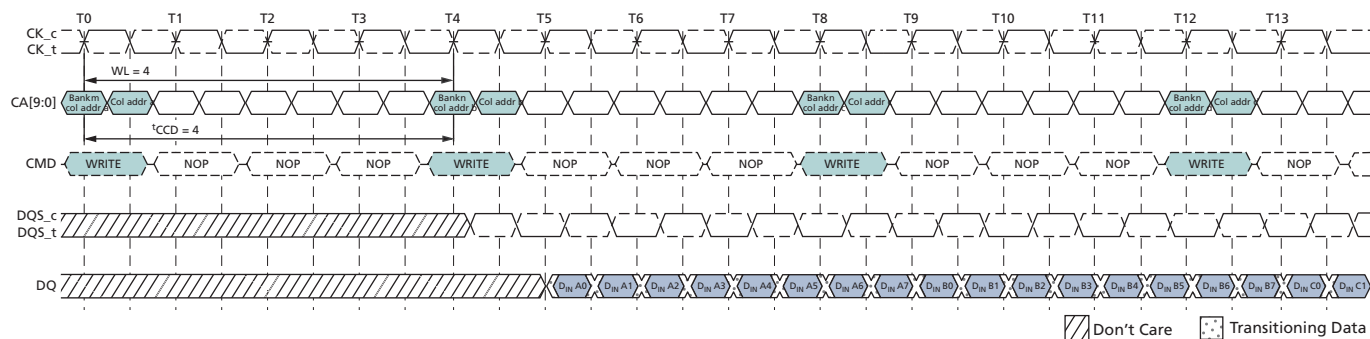 T0 T1 T2 T3 T4 T5 T6 T7 T8 T9 T10 T11 T12 T13
CK_c
CK_t
WL = 4
CA[9:0] Bankm col addr a Col addr a Bankn col addr b Col addr b Bankn col addr c Col addr c Bankn col addr d Col addr d
tCCD = 4
CMD WRITE NOP NOP NOP WRITE NOP NOP NOP WRITE NOP NOP NOP WRITE NOP
DQS_c
DQS_t
DQ DIN A0 DIN A1 DIN A2 DIN A3 DIN A4 DIN A5 DIN A6 DIN A7 DIN B0 DIN B1 DIN B2 DIN B3 DIN B4 DIN B5 DIN B6 DIN B7 DIN C0 DIN C1
Don't Care Transitioning Data